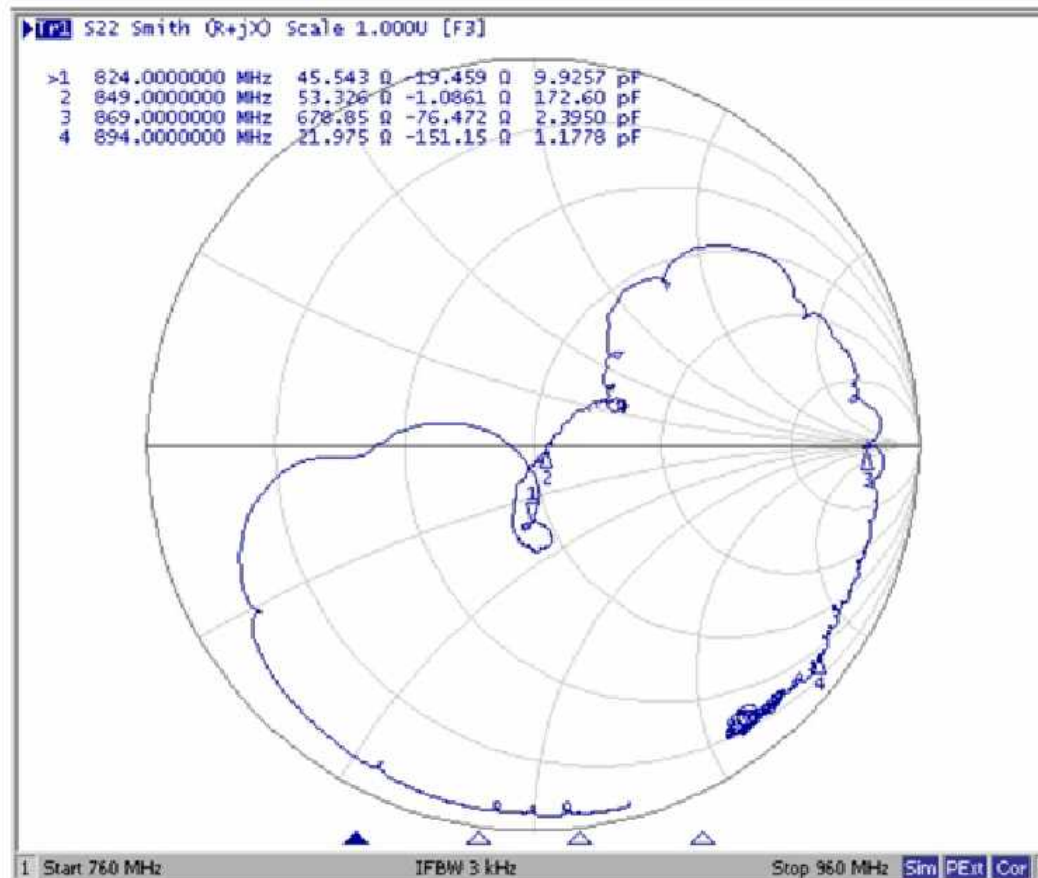 Tr1 S22 Smith (R+jX) Scale 1.000U [F3]
>1 824.0000000 MHz 45.543 Ω -19.459 Ω 9.9257 pF
2 849.0000000 MHz 53.326 Ω -1.0861 Ω 172.60 pF
3 869.0000000 MHz 678.85 Ω -76.472 Ω 2.3950 pF
4 894.0000000 MHz 21.975 Ω -151.15 Ω 1.1778 pF
1
2
3
4
1 Start 760 MHz IFBW 3 kHz Stop 960 MHz Sim PExt Cor